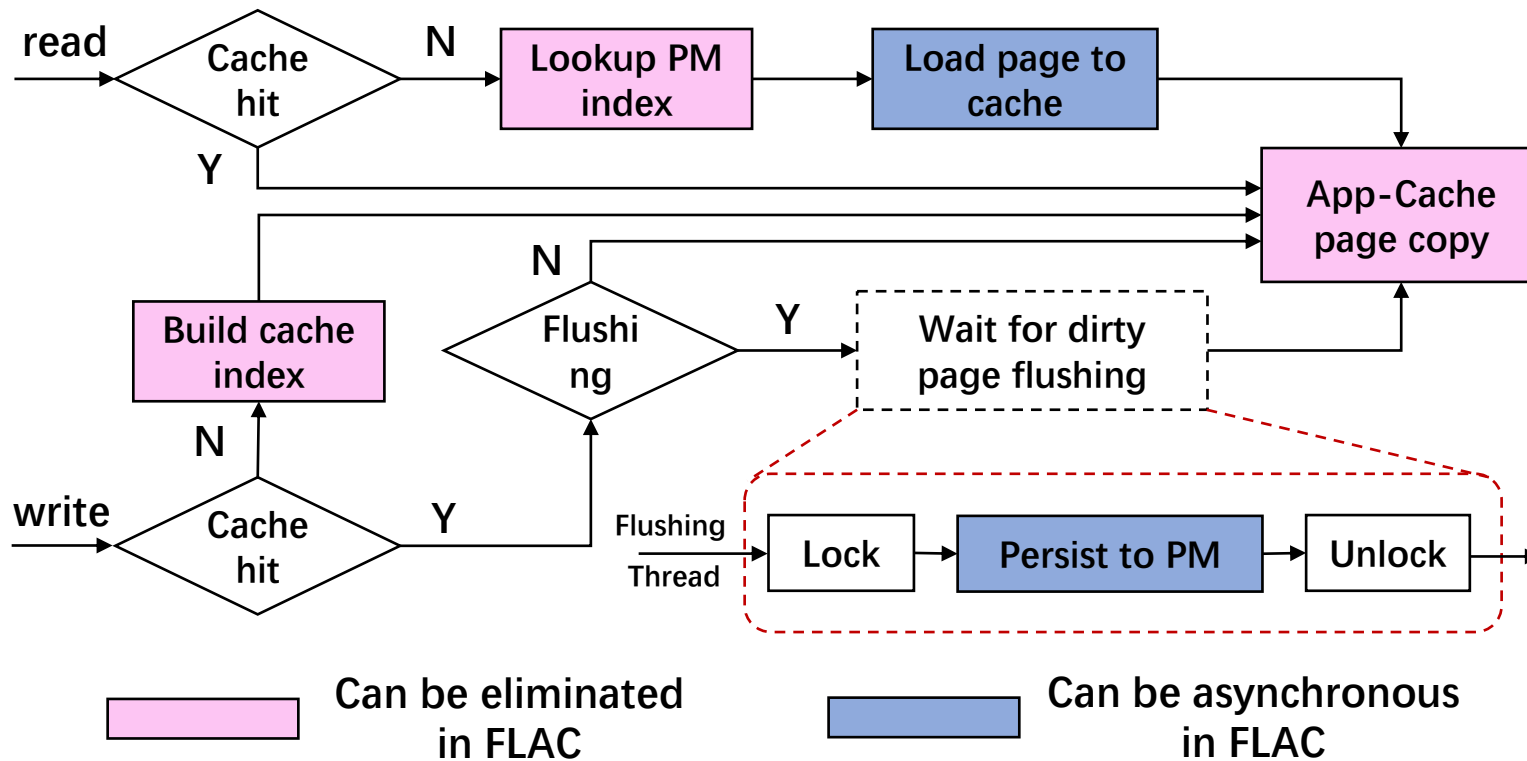 read
Cache
hit
N
Lookup PM
index
Load page to
cache
Y
App-Cache
page copy
N
Build cache
index
Flushi
ng
Y
Wait for dirty
page flushing
N
write
Cache
hit
Y
Flushing
Thread
Lock
Persist to PM
Unlock
Can be eliminated
in FLAC
Can be asynchronous
in FLAC